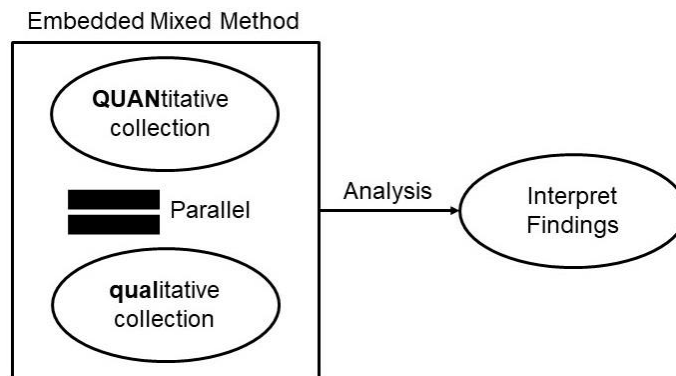 Embedded Mixed Method
QUANtitative
collection
Parallel
qualitative
collection
Analysis
Interpret
Findings